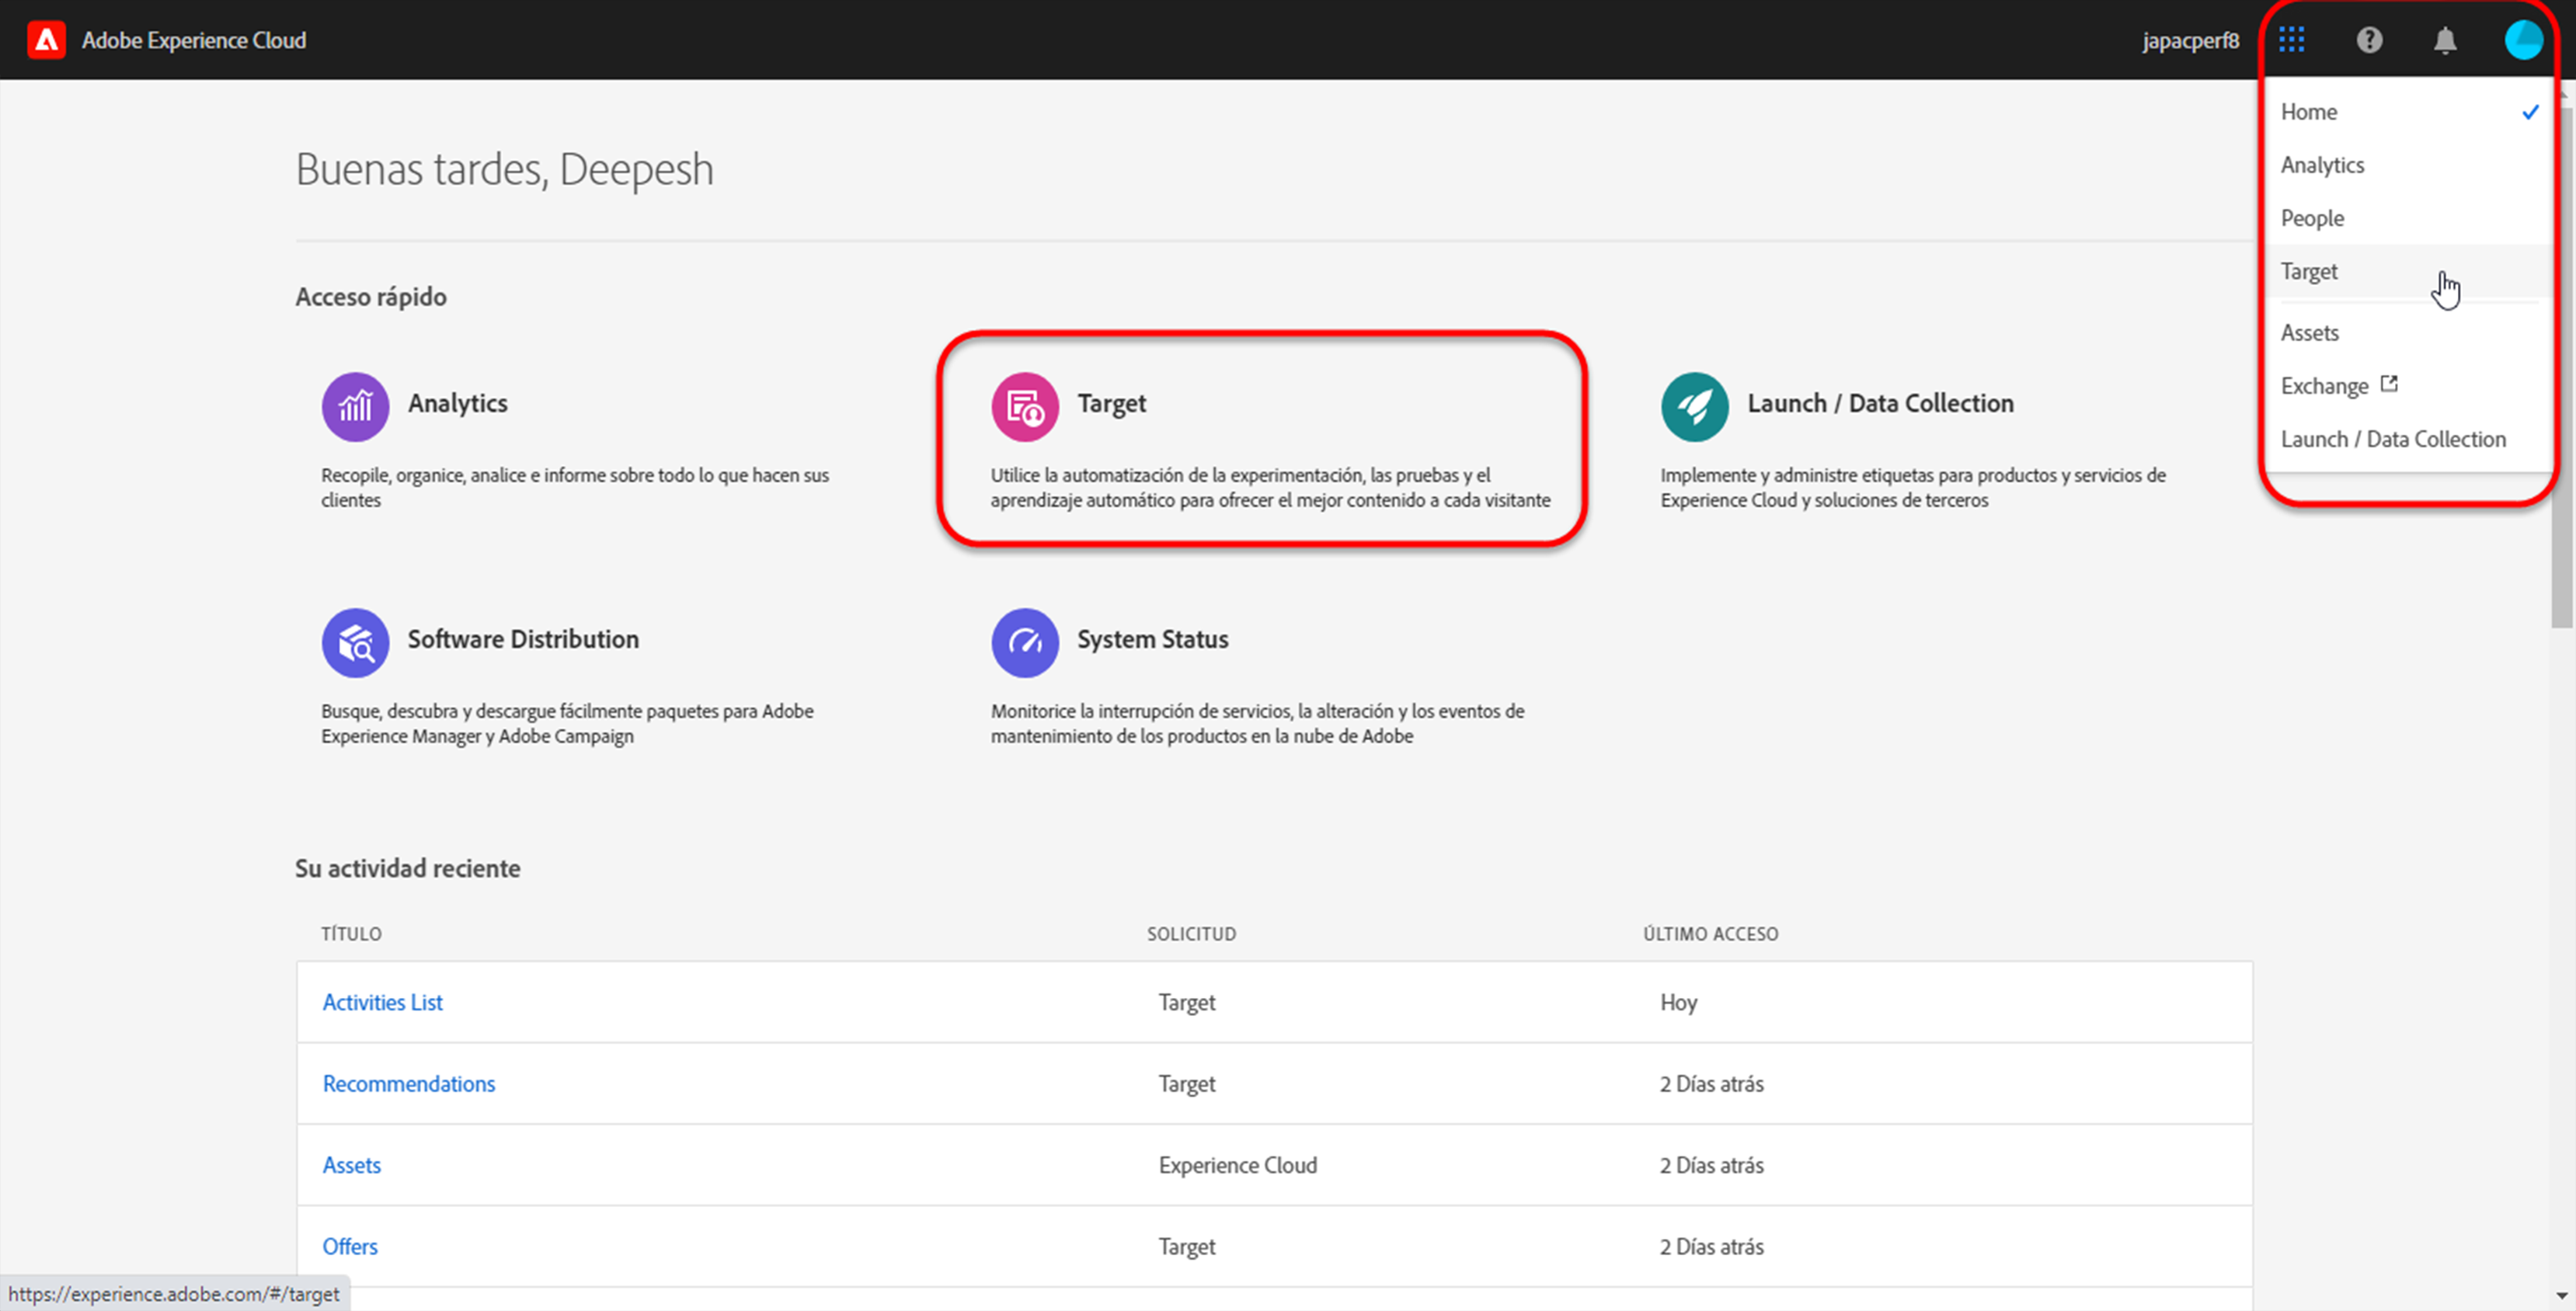 Adobe Experience Cloud
japacperf8
Home
Analytics
People
Target
Assets
Exchange
Launch / Data Collection
Buenas tardes, Deepesh
Acceso rápido
Analytics
Recopile, organice, analice e informe sobre todo lo que hacen sus
clientes
Target
Utilice la automatización de la experimentación, las pruebas y el
aprendizaje automático para ofrecer el mejor contenido a cada visitante
Launch / Data Collection
Implemente y administre etiquetas para productos y servicios de
Experience Cloud y soluciones de terceros
Software Distribution
Busque, descubra y descargue fácilmente paquetes para Adobe
Experience Manager y Adobe Campaign
System Status
Monitorice la interrupción de servicios, la alteración y los eventos de
mantenimiento de los productos en la nube de Adobe
Su actividad reciente
TÍTULO SOLICITUD ÚLTIMO ACCESO
Activities List Target Hoy
Recommendations Target 2 Días atrás
Assets Experience Cloud 2 Días atrás
Offers Target 2 Días atrás
https://experience.adobe.com/#/target